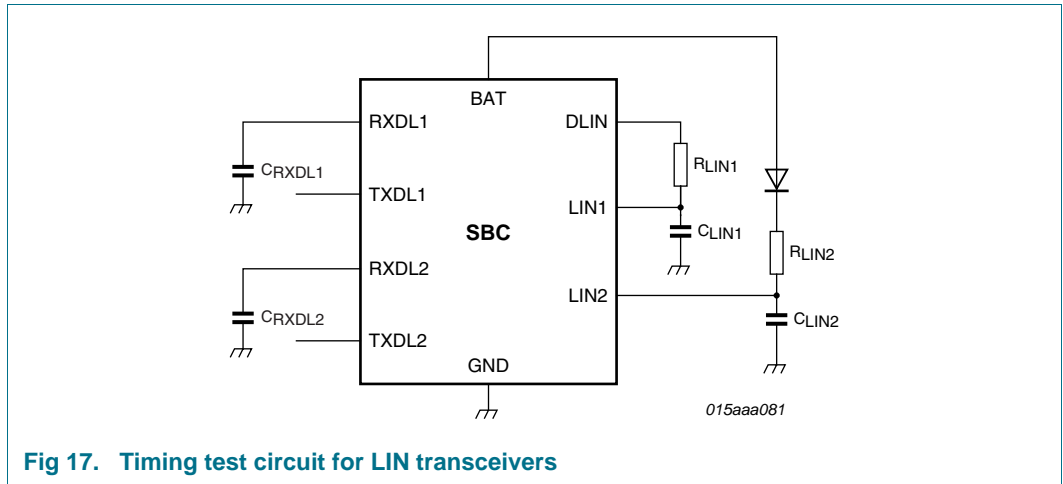 BAT
RXDL1
DLIN
CRXDL1
RLIN1
TXDL1
LIN1
SBC
CLIN1
RLIN2
RXDL2
LIN2
CRXDL2
CLIN2
TXDL2
GND
015aaa081
Fig 17. Timing test circuit for LIN transceivers